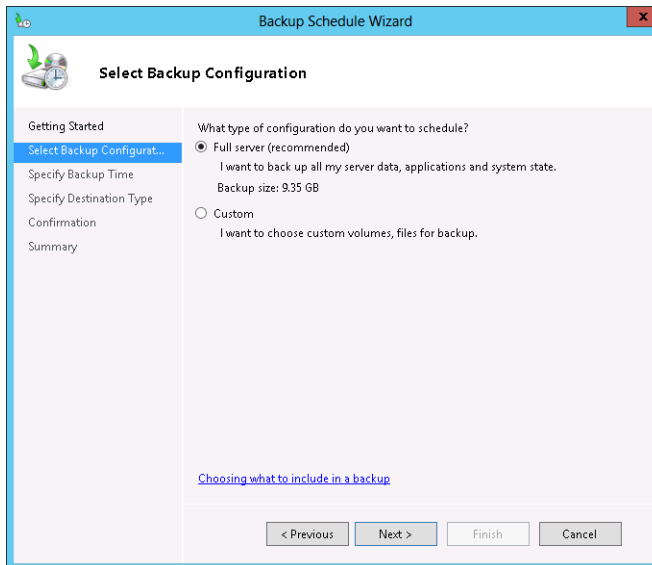 Backup Schedule Wizard
x
Select Backup Configuration
Getting Started
Select Backup Configurat...
Specify Backup Time
Specify Destination Type
Confirmation
Summary
What type of configuration do you want to schedule?
Full server (recommended)
I want to back up all my server data, applications and system state.
Backup size: 9.35 GB
Custom
I want to choose custom volumes, files for backup.
Choosing what to include in a backup
< Previous
Next >
Finish
Cancel